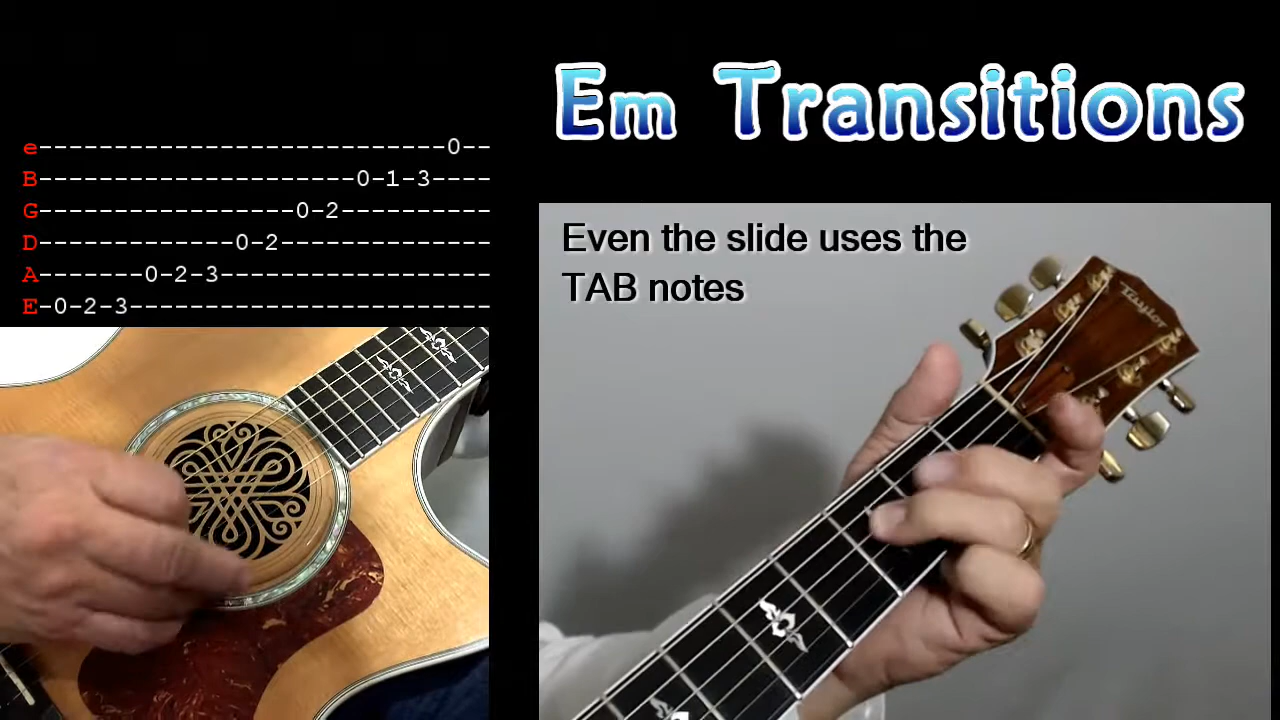 Em Transitions
e---------------------------0--
B---------------------0-1-3----
G-----------------0-2----------
D-------------0-2--------------
A-------0-2-3------------------
E-0-2-3------------------------
Even the slide uses the
TAB notes
Taylor